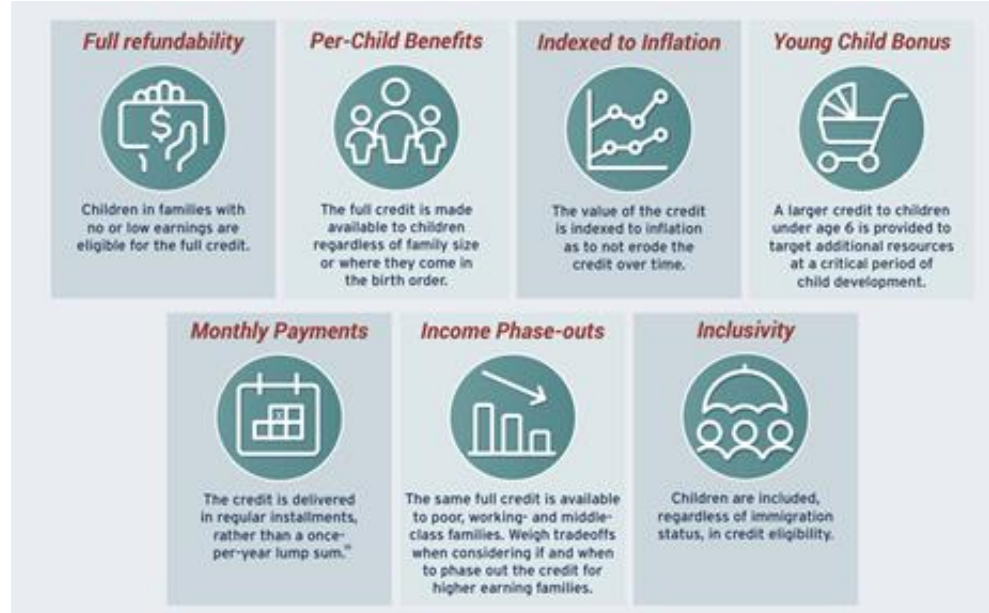 Full refundability
Children in families with
no or low earnings are
eligible for the full credit.
Per-Child Benefits
The full credit is made
available to children
regardless of family size
or where they come in
the birth order.
Indexed to Inflation
The value of the credit
is indexed to inflation
as to not erode the
credit over time.
Young Child Bonus
A larger credit to children
under age 6 is provided to
target additional resources
at a critical period of
child development.
Monthly Payments
The credit is delivered
in regular installments,
rather than a once-
per-year lump sum.
Income Phase-outs
The same full credit is available
to poor, working- and middle-
class families. Weigh tradeoffs
when considering if and when
to phase out the credit for
higher earning families.
Inclusivity
Children are included,
regardless of immigration
status, in credit eligibility.